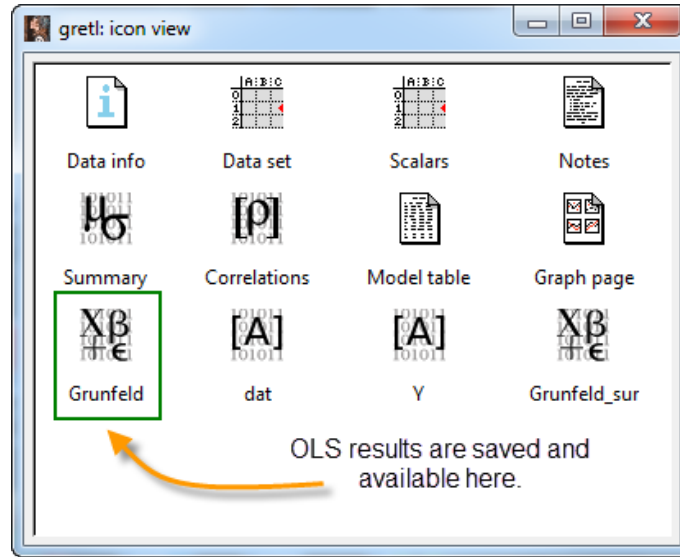 gretl: icon view
Data info
Data set
Scalars
Notes
Summary
Correlations
Model table
Graph page
Grunfeld
dat
Y
Grunfeld_sur
OLS results are saved and
available here.